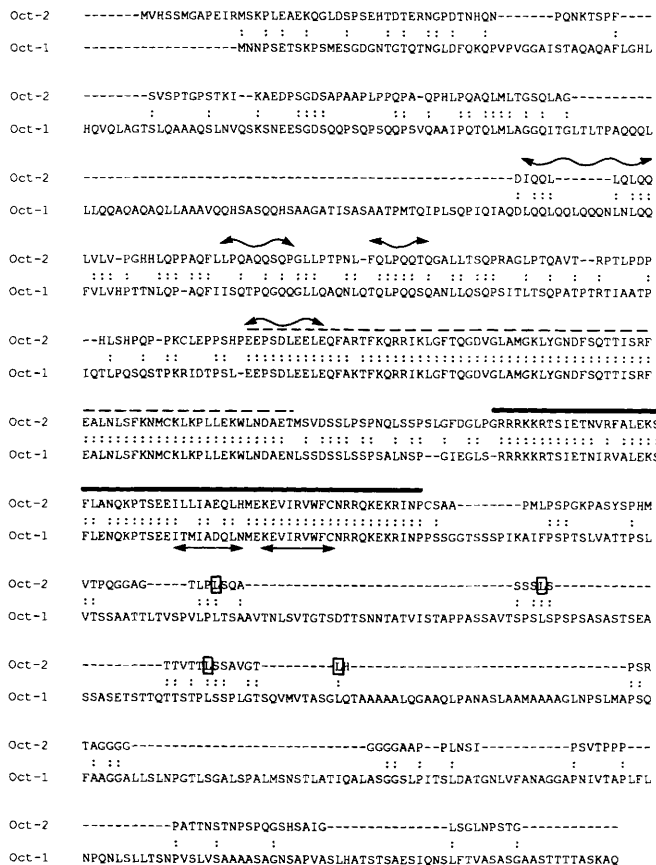 Oct-2 -------MVHSSMGAPEIRMSKPLEAEKQGLDSPSEHTDTERNGPDTNHQN------PQNKTSPF---
Oct-1 ------------------MNNPSETSKPSMESGDGNTGTQTNGLDFQKQPVPVGGAISTAQAQAFLGHL
Oct-2 --------SVSPTGPSTKI-KAEDPSGDSAPAAPLPPQPA-QPHLPQAQLMLTGSQLAG----------
Oct-1 HQVQLAGTSLQAAAQSLNVQSKSNEESGDSQQPSQPSQQPSVQAAIPQTQLMLAGGQITGLTLTPAQQQL
Oct-2 -----------------------------------------------------DIQQL------LQLQQ
Oct-1 LLQQAQAQAQLLAAAVQQHSASQQHSAAGATISASAATPMTQIPLSQPIQIAQDLQQLQQLQQQNLNLQQ
Oct-2 LVLV-PGHHLQPPAQFLLPQAQQSQPGLLPTPNL-FQLPQQTQGALLTSQPRAGLPTQAVT--RPTLPDP
Oct-1 FVLVHPTTNLQP-AQFIISQTPQGQQGLLQAQNLQTQLPQQSQANLLQSQPSITLTSQPATPTRTIAATP
Oct-2 --HLSHPQP-PKCLEPPSHPEEPSDLEELEQFARTFKQRRIKLGFTQGDVGLAMGKLYGNDFSQTTISRF
Oct-1 IQTLPQSQSTPKRIDTPSL-EEPSDLEELEQFAKTFKQRRIKLGFTQGDVGLAMGKLYGNDFSQTTISRF
Oct-2 EALNLSFKNMCKLKPLLEKWLNDAETMSVDSSLPSPNQLSSPSLGFDGLPGRRRKKRTSIETNVRFALEKS
Oct-1 EALNLSFKNMCKLKPLLEKWLNDAENLSSDSSLSSPSALNSP--GIEGLS-RRRKKRTSIETNIRVALEKS
Oct-2 FLANQKPTSEEILLIAEQLHMEKEVIRVWFCNRRQKEKRINPCSAA------PMLPSPGKPASYSPHM
Oct-1 FLENQKPTSEEITMIADQLNMEKEVIRVWFCNRRQKEKRINPPSSGGTSSSPIKAIFPSPTSLVATTPSL
Oct-2 VTPQGGAG-----TLPLSQA--------------------------------SSSLS------------
Oct-1 VTSSAATTLTVSPVLPLTSAAVTNLSVTGTSDTTSNNTATVISTAPPASSAVTSPSLSPSPSASASTSEA
Oct-2 ----------TTVTTLSSAVGT----------LH--------------------------------PSR
Oct-1 SSASETSTTQTTSTPLSSPLGTSQVMVTASGLQTAAAAALQGAAQLPANASLAAMAAAAGLNPSLMAPSQ
Oct-2 TAGGGG----------------------------GGGGAAP--PLNSI-----------PSVTPPP---
Oct-1 FAAGGALLSLNPGTLSGALSPALMSNSTLATIQALASGGSLPITSLDATGNLVFANAGGAPNIVTAPLFL
Oct-2 -----------PATTNSTNPSPQGSHSAIG---------------LSGLNPSTG-----------
Oct-1 NPQNLSLLTSNPVSLVSAAAASAGNSAPVASLHATSTSAESIQNSLFTVASASGAASTTTTASKAQ